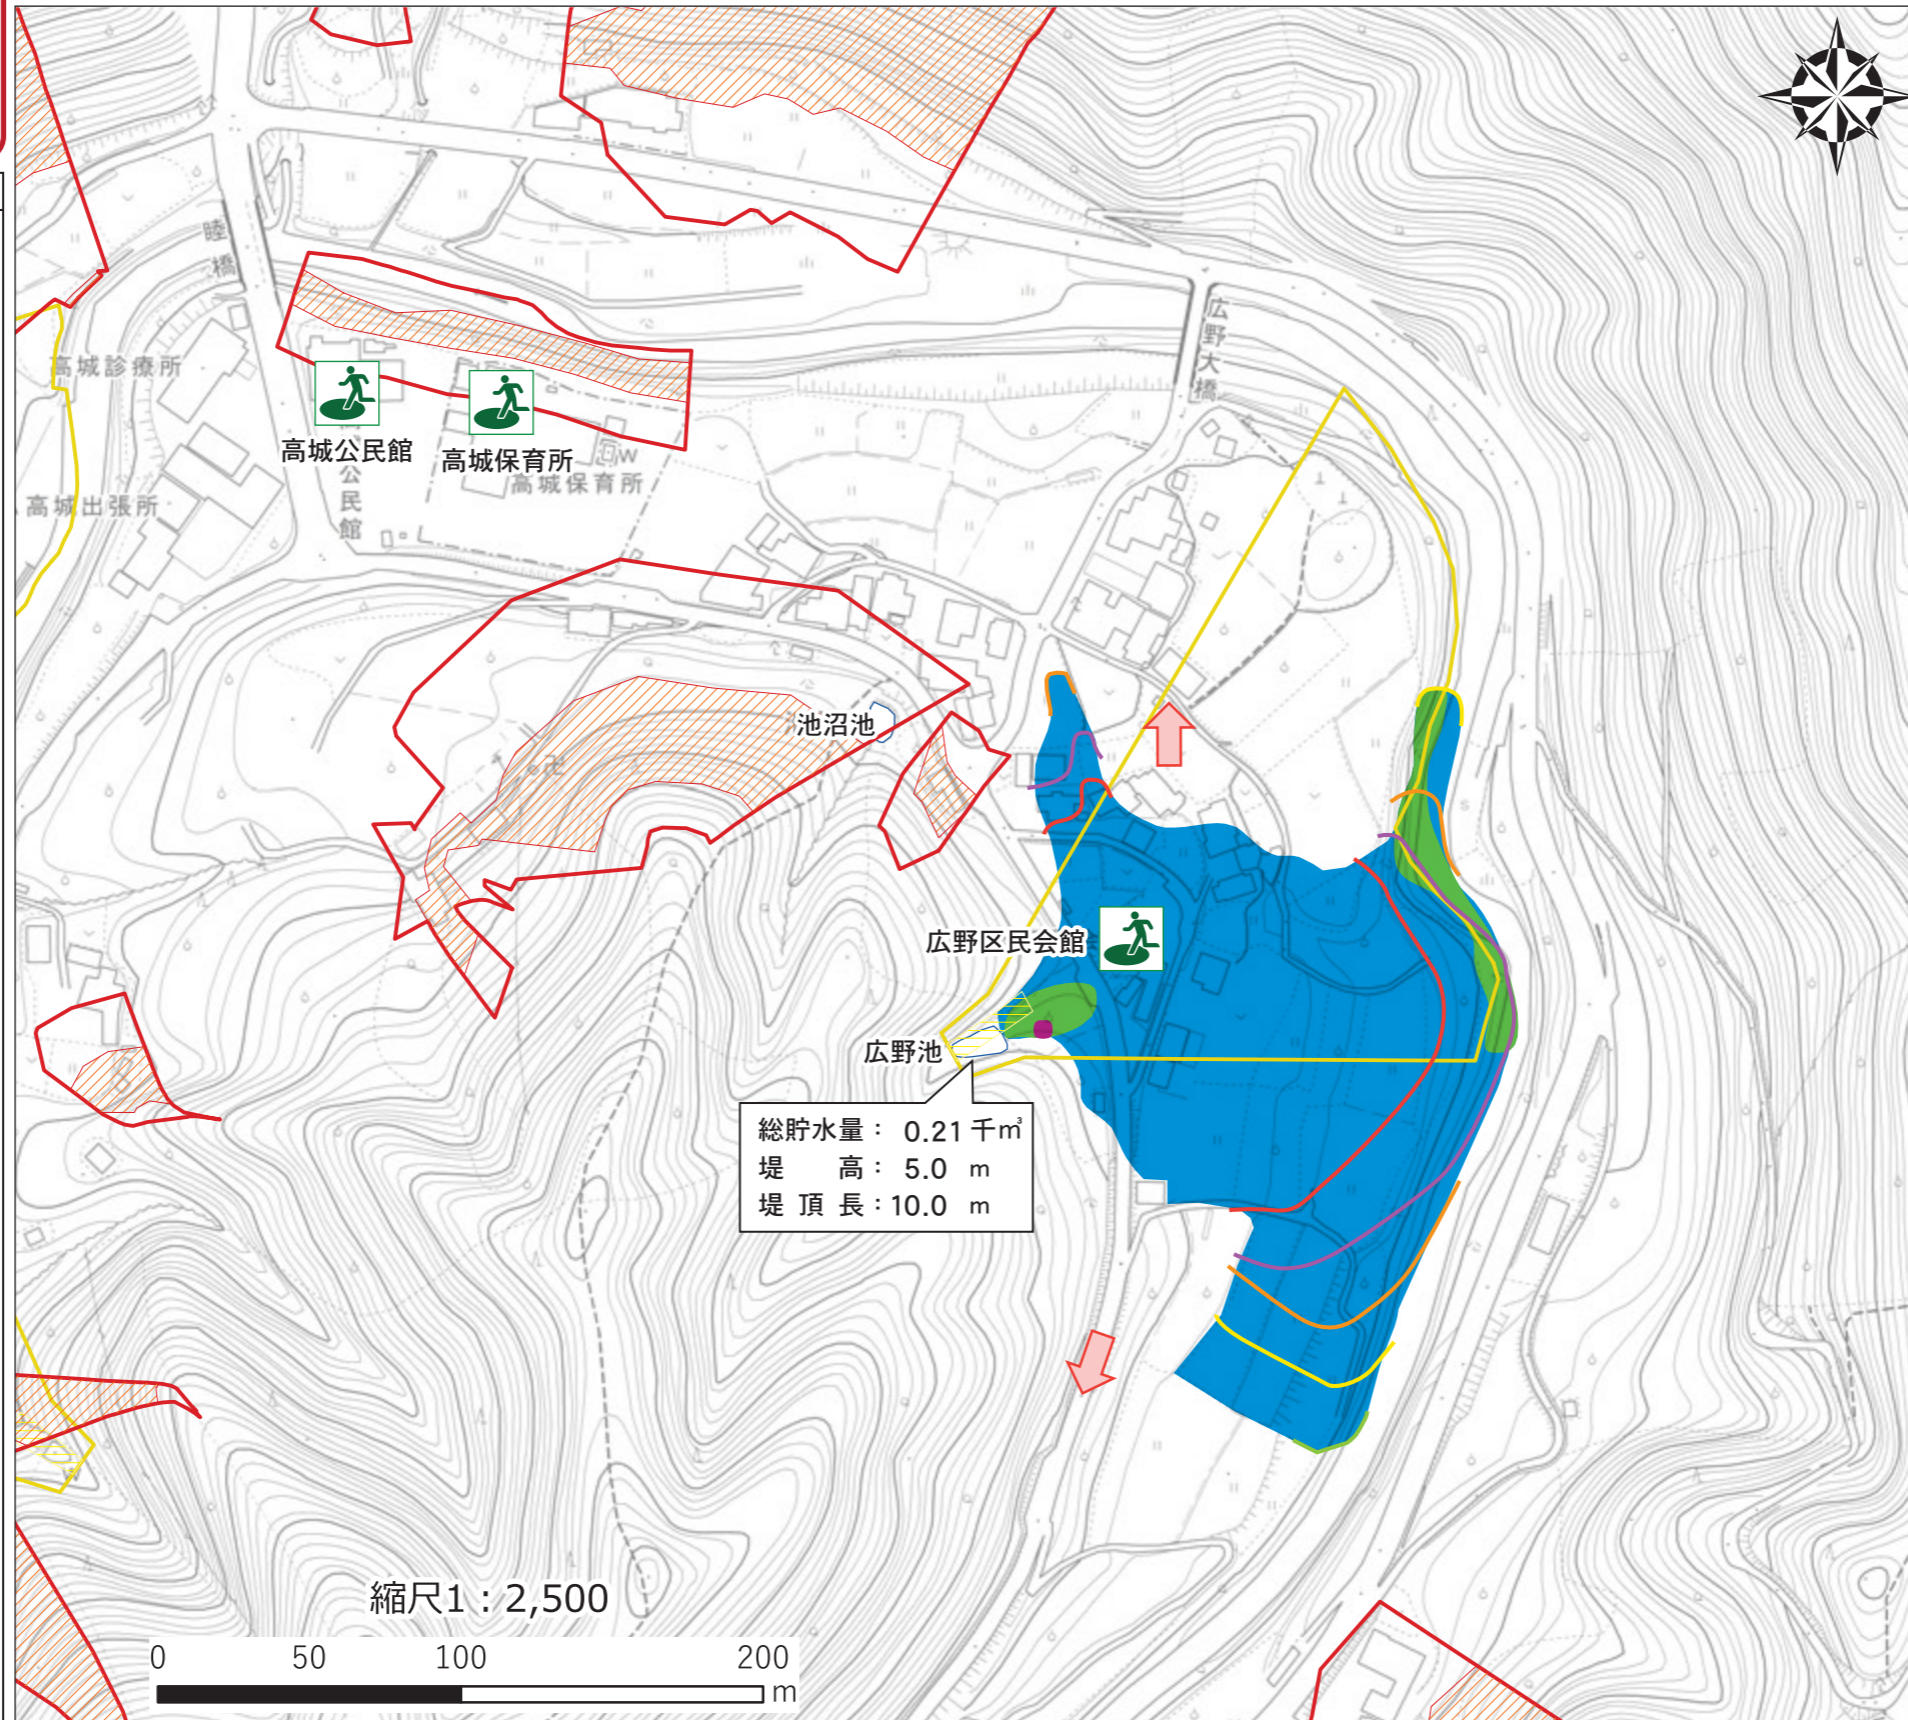 睦橋
広野大橋
高城診療所
高城公民館
高城保育所
高城保育所
W
公民館
高城出張所
池沼池
広野区民会館
広野池
総貯水量： 0.21 千㎥
堤　高： 5.0 m
堤 頂 長：10.0 m
縮尺1：2,500
0 50 100 200
m